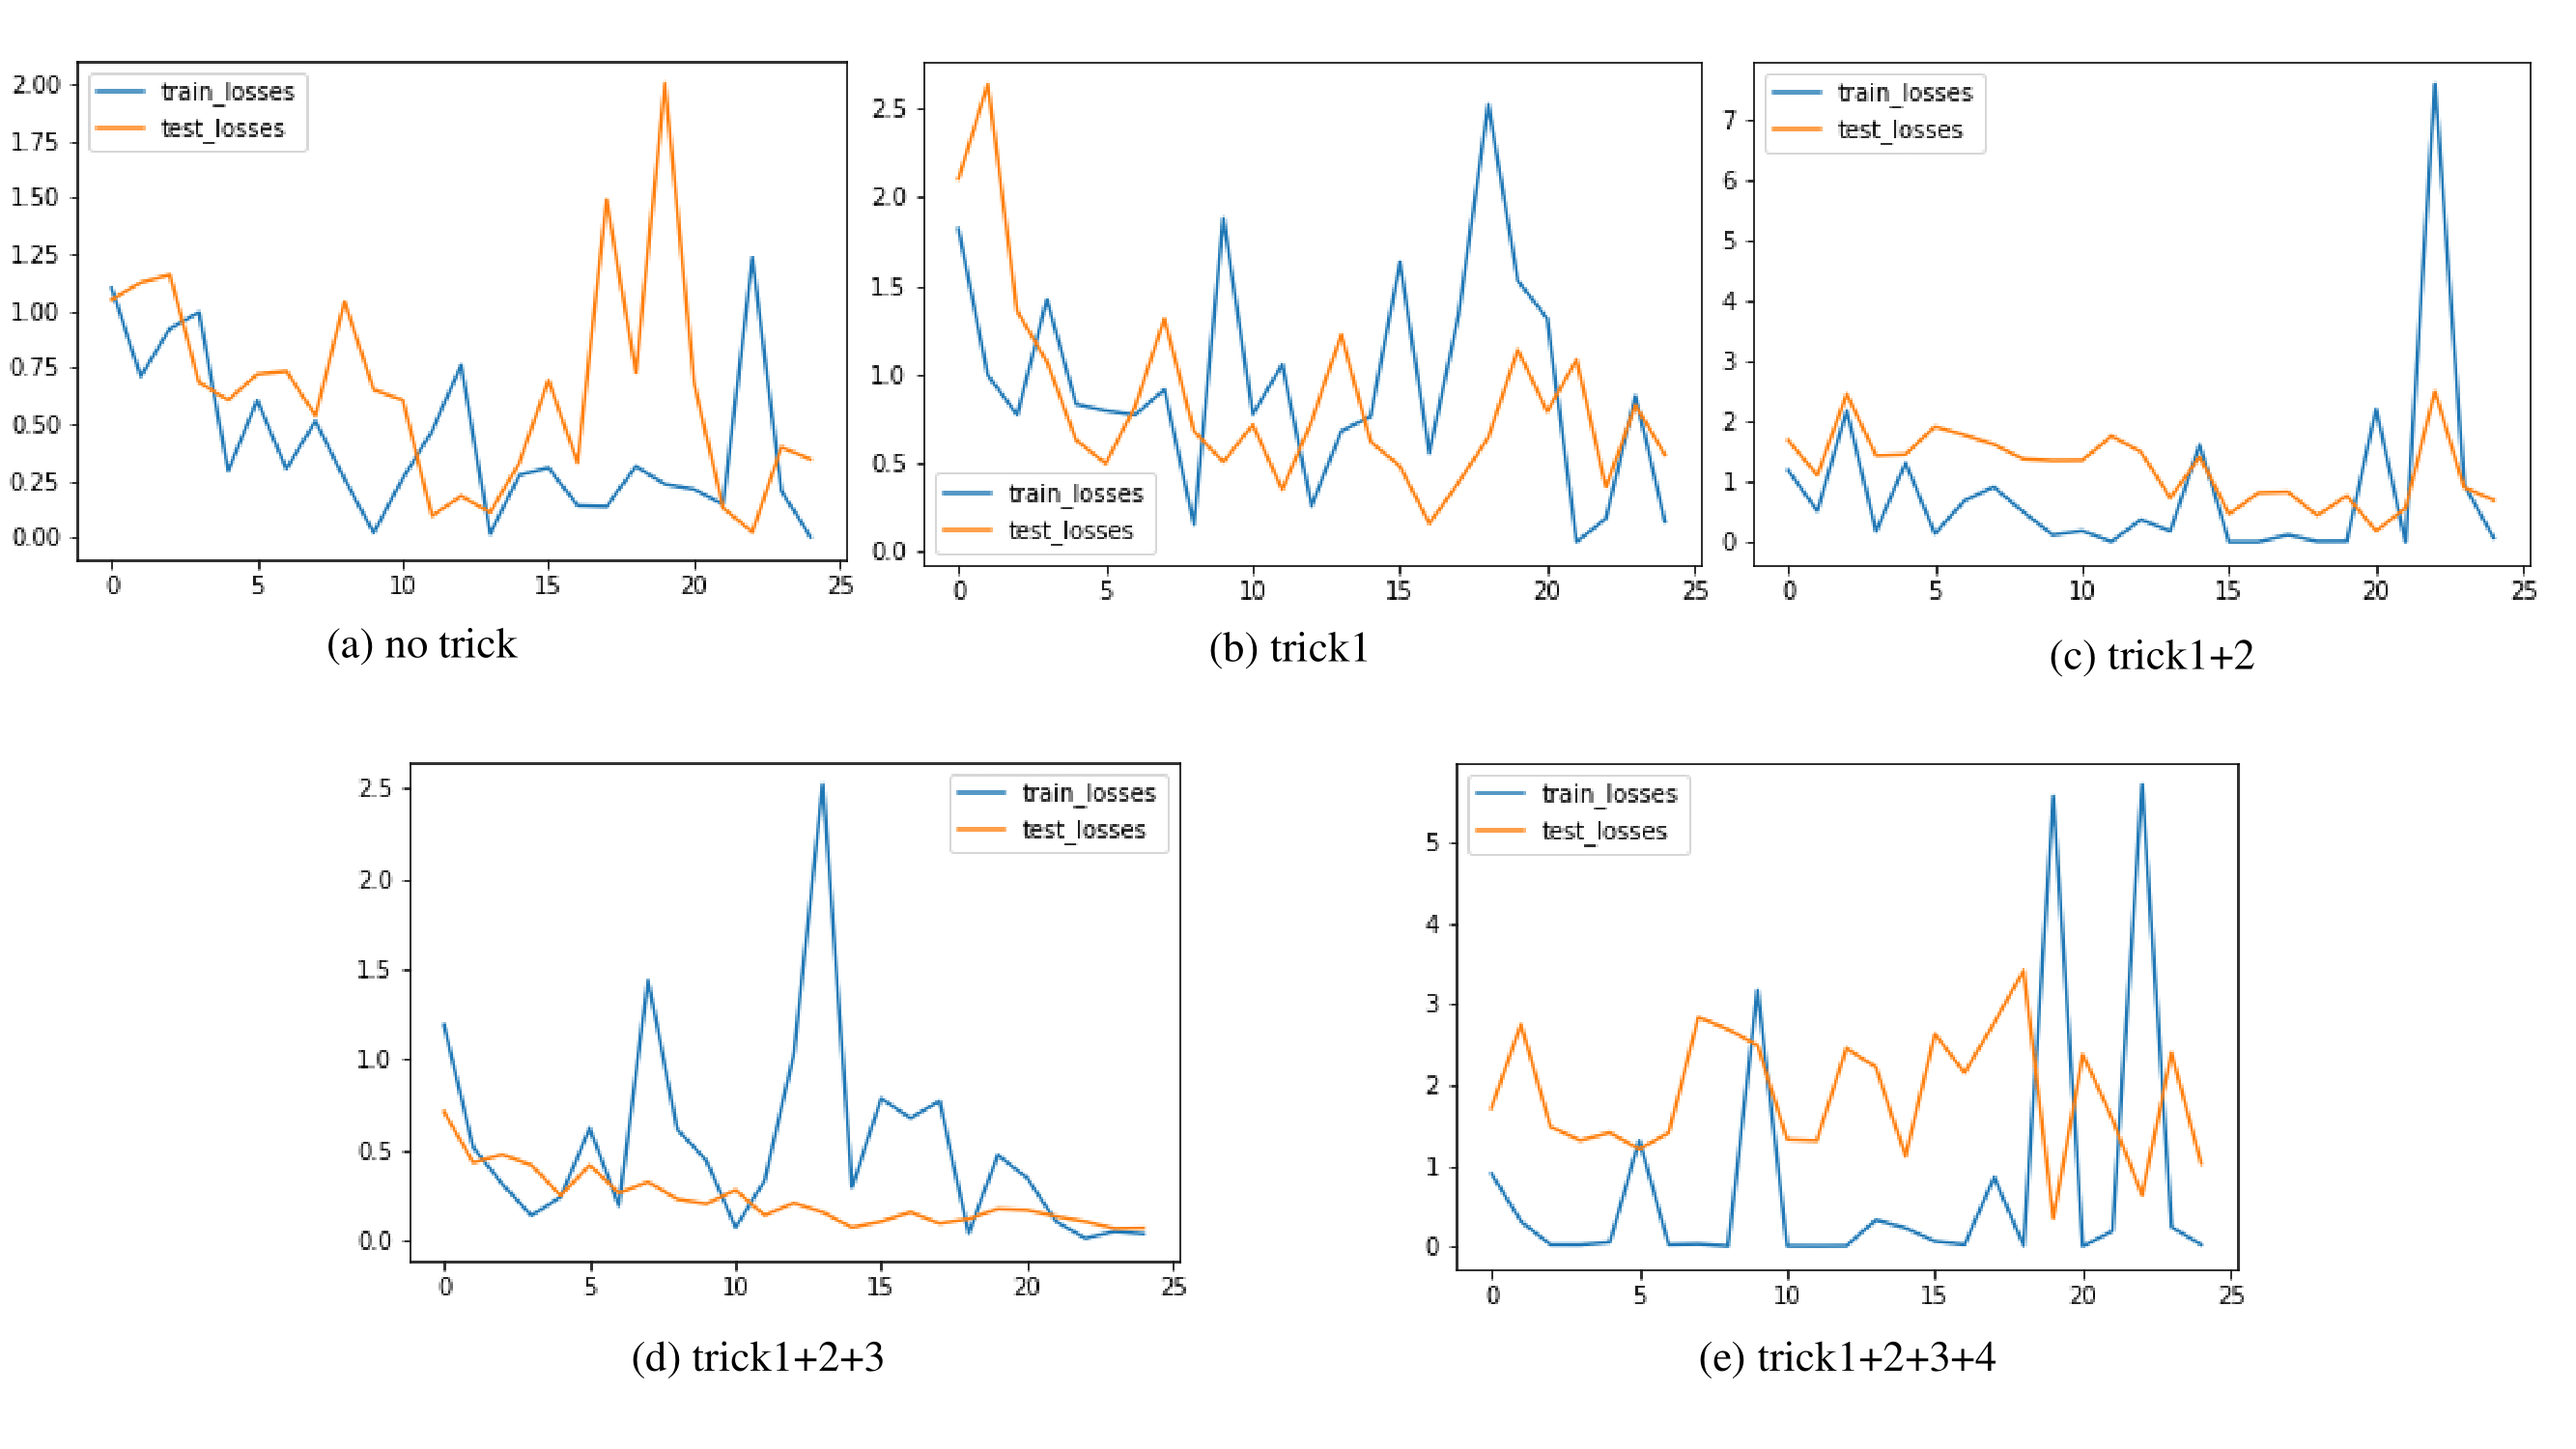 train_losses
test_losses
2.00
1.75
1.50
1.25
1.00
0.75
0.50
0.25
0.00
0 5 10 15 20 25
(a) no trick
2.5
2.0
1.5
1.0
0.5
0.0
train_losses
test_losses
0 5 10 15 20 25
(b) trick1
train_losses
test_losses
7
6
5
4
3
2
1
0
0 5 10 15 20 25
(c) trick1+2
train_losses
test_losses
2.5
2.0
1.5
1.0
0.5
0.0
0 5 10 15 20 25
(d) trick1+2+3
train_losses
test_losses
5
4
3
2
1
0
0 5 10 15 20 25
(e) trick1+2+3+4